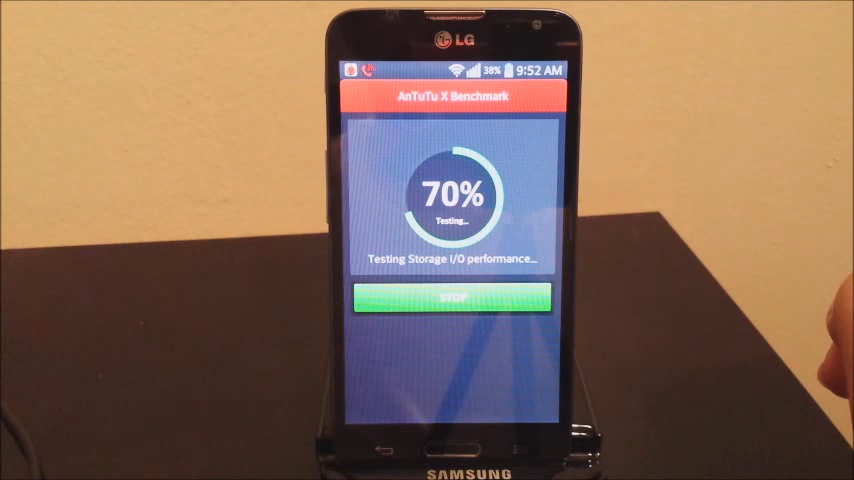 LG
38% 9:52 AM
AnTuTu X Benchmark
70%
Testing...
Testing Storage I/O performance...
STOP
SAMSUNG